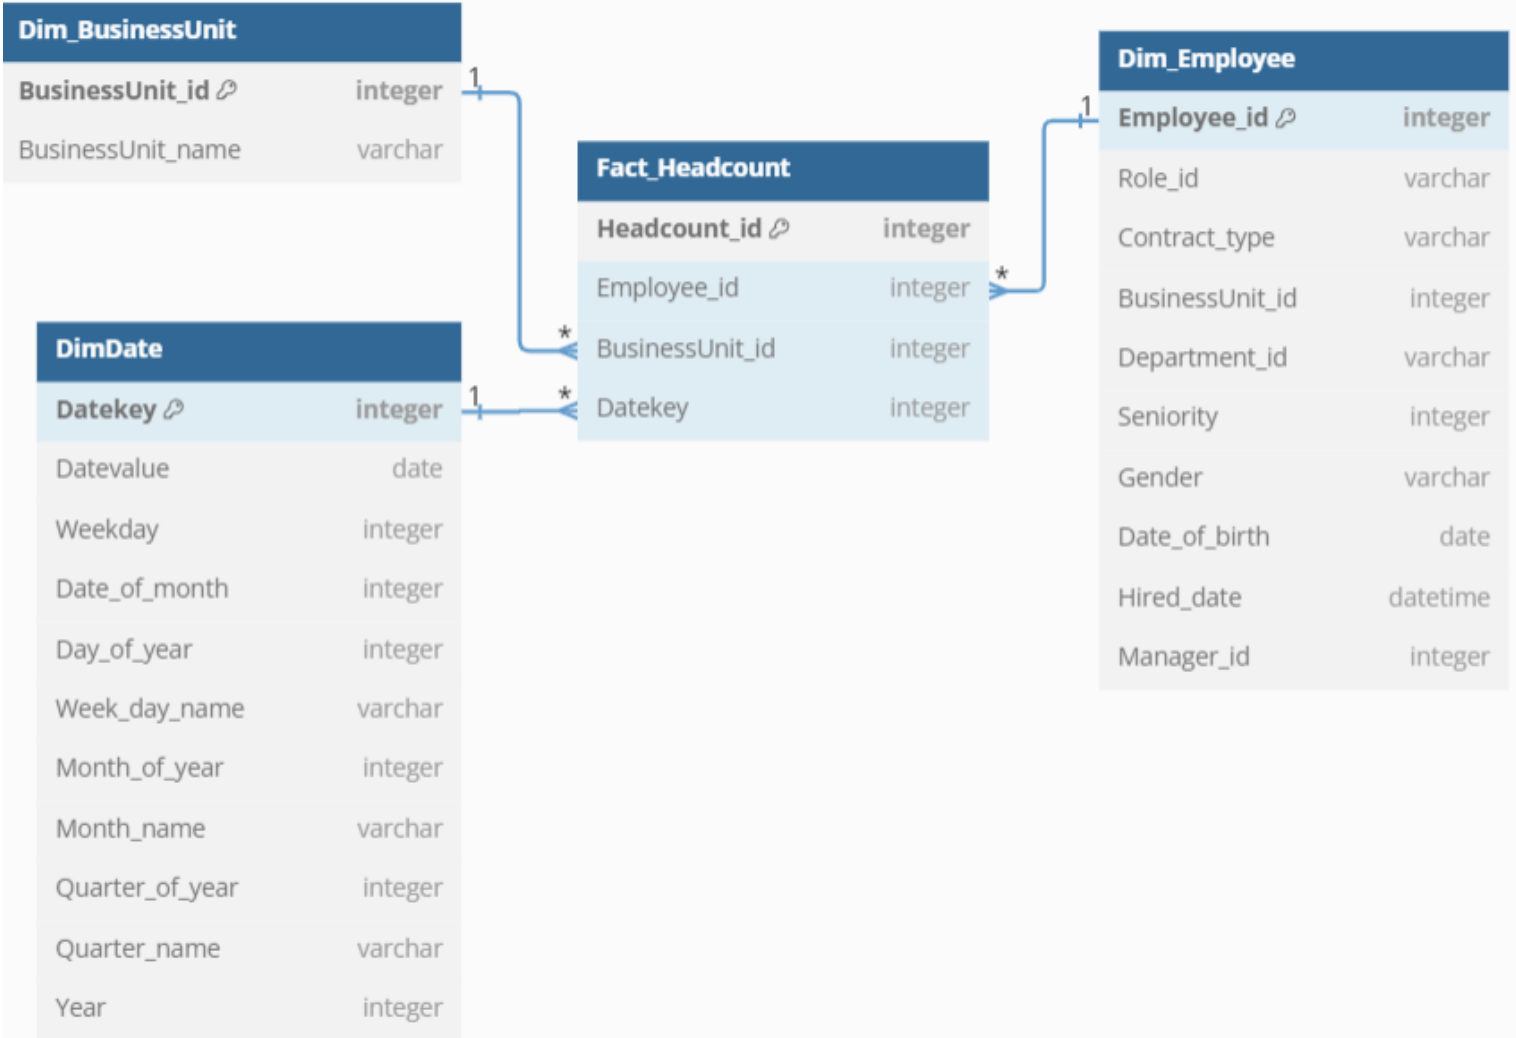 Dim_BusinessUnit
BusinessUnit_id integer
BusinessUnit_name varchar
1
*
Dim_Employee
Employee_id integer
Role_id varchar
Contract_type varchar
BusinessUnit_id integer
Department_id varchar
Seniority integer
Gender varchar
Date_of_birth date
Hired_date datetime
Manager_id integer
1
*
Fact_Headcount
Headcount_id integer
Employee_id integer
BusinessUnit_id integer
Datekey integer
DimDate
Datekey integer
Datevalue date
Weekday integer
Date_of_month integer
Day_of_year integer
Week_day_name varchar
Month_of_year integer
Month_name varchar
Quarter_of_year integer
Quarter_name varchar
Year integer
1
*